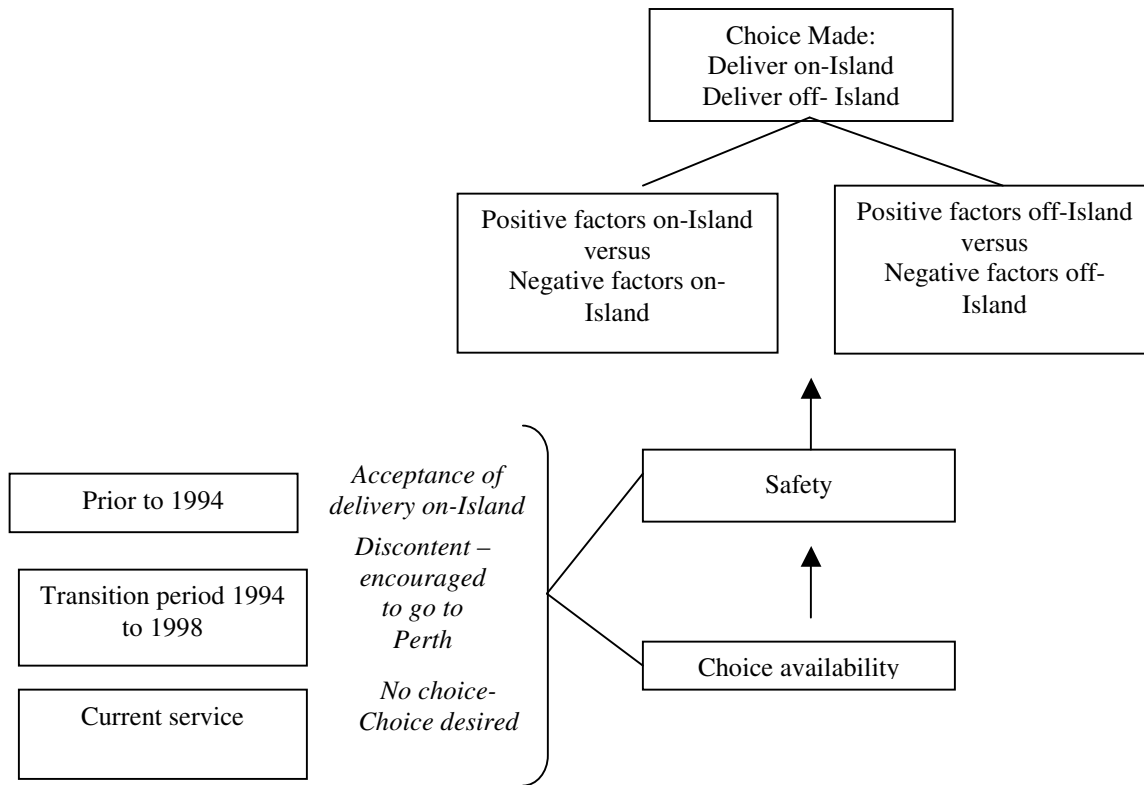 Choice Made:
Deliver on-Island
Deliver off- Island
Positive factors on-Island
versus
Negative factors on-
Island
Positive factors off-Island
versus
Negative factors off-
Island
Safety
Choice availability
Prior to 1994
Acceptance of
delivery on-Island
Transition period 1994
to 1998
Discontent –
encouraged
to go to
Perth
Current service
No choice-
Choice desired